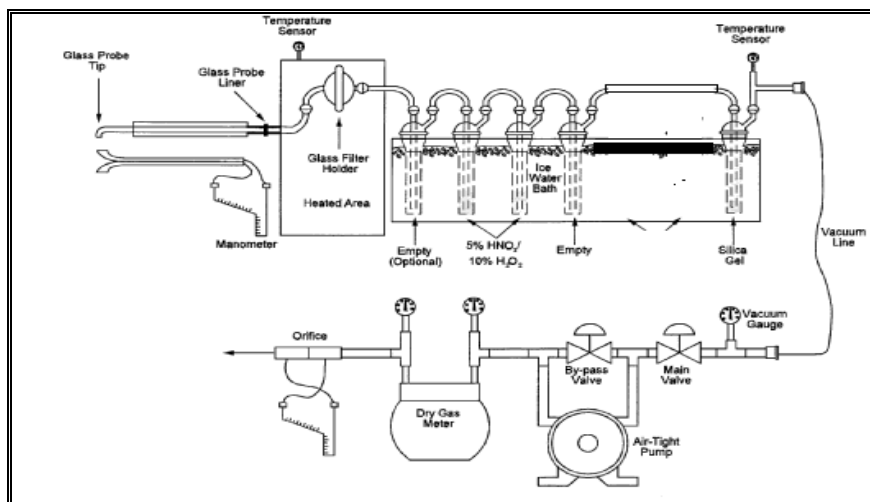 Temperature
Sensor
Glass Probe
Tip
Glass Probe
Liner
Temperature
Sensor
Glass Filter
Holder
Heated Area
Manometer
Ice
Water
Bath
Empty
(Optional)
5% HNO₃/
10% H₂O₂
Empty
Silica
Gel
Vacuum
Line
Orifice
Vacuum
Gauge
By-pass
Valve
Main
Valve
Dry Gas
Meter
Air-Tight
Pump